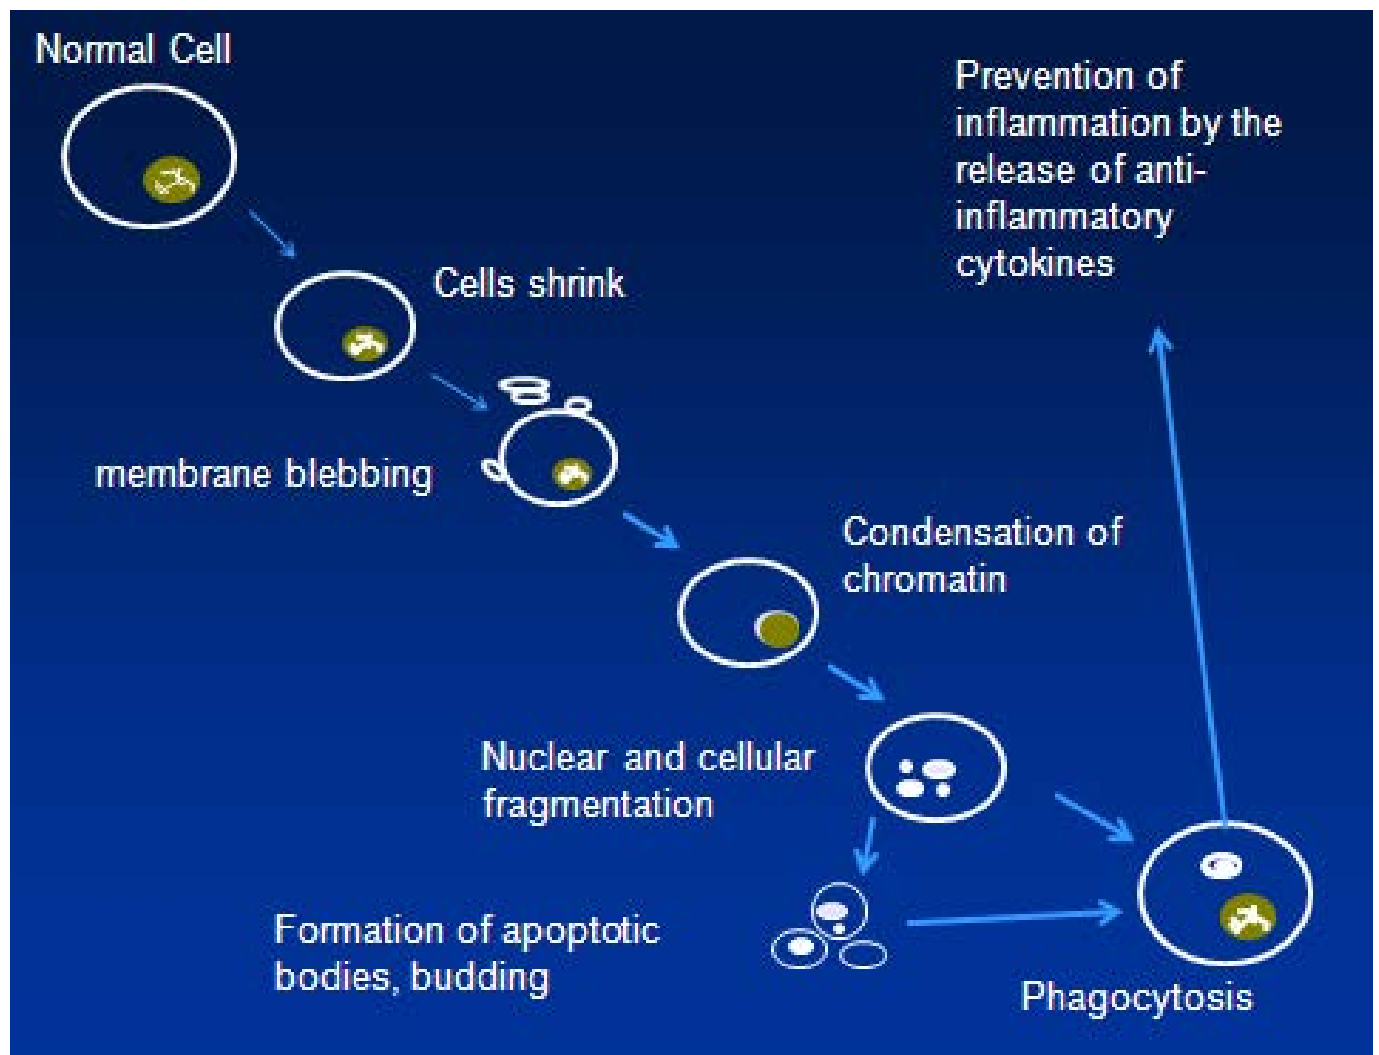 Normal Cell
Prevention of
inflammation by the
release of anti-
inflammatory
cytokines
Cells shrink
membrane blebbing
Condensation of
chromatin
Nuclear and cellular
fragmentation
Formation of apoptotic
bodies, budding
Phagocytosis